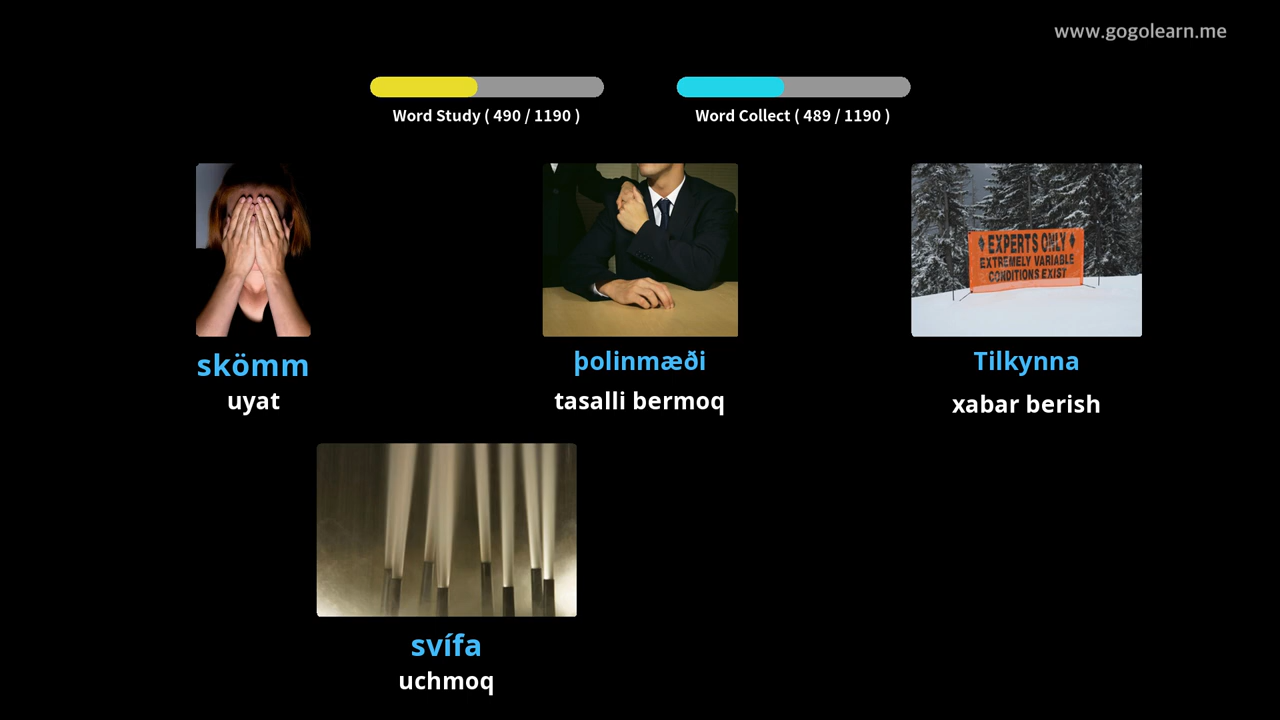 www.gogolearn.me
Word Study ( 490 / 1190 )
Word Collect ( 489 / 1190 )
EXPERTS ONLY
EXTREMELY VARIABLE
CONDITIONS EXIST
skömm
uyat
þolinmæði
tasalli bermoq
Tilkynna
xabar berish
svífa
uchmoq